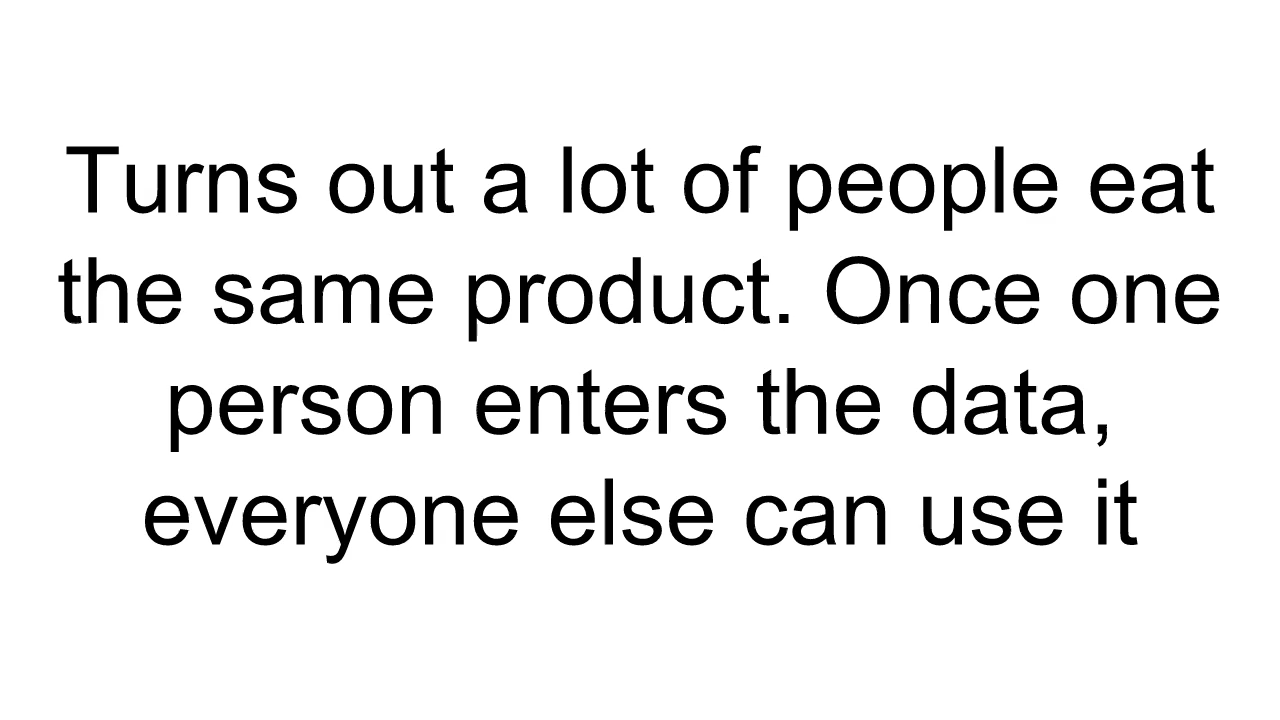 Turns out a lot of people eat
the same product. Once one
person enters the data,
everyone else can use it